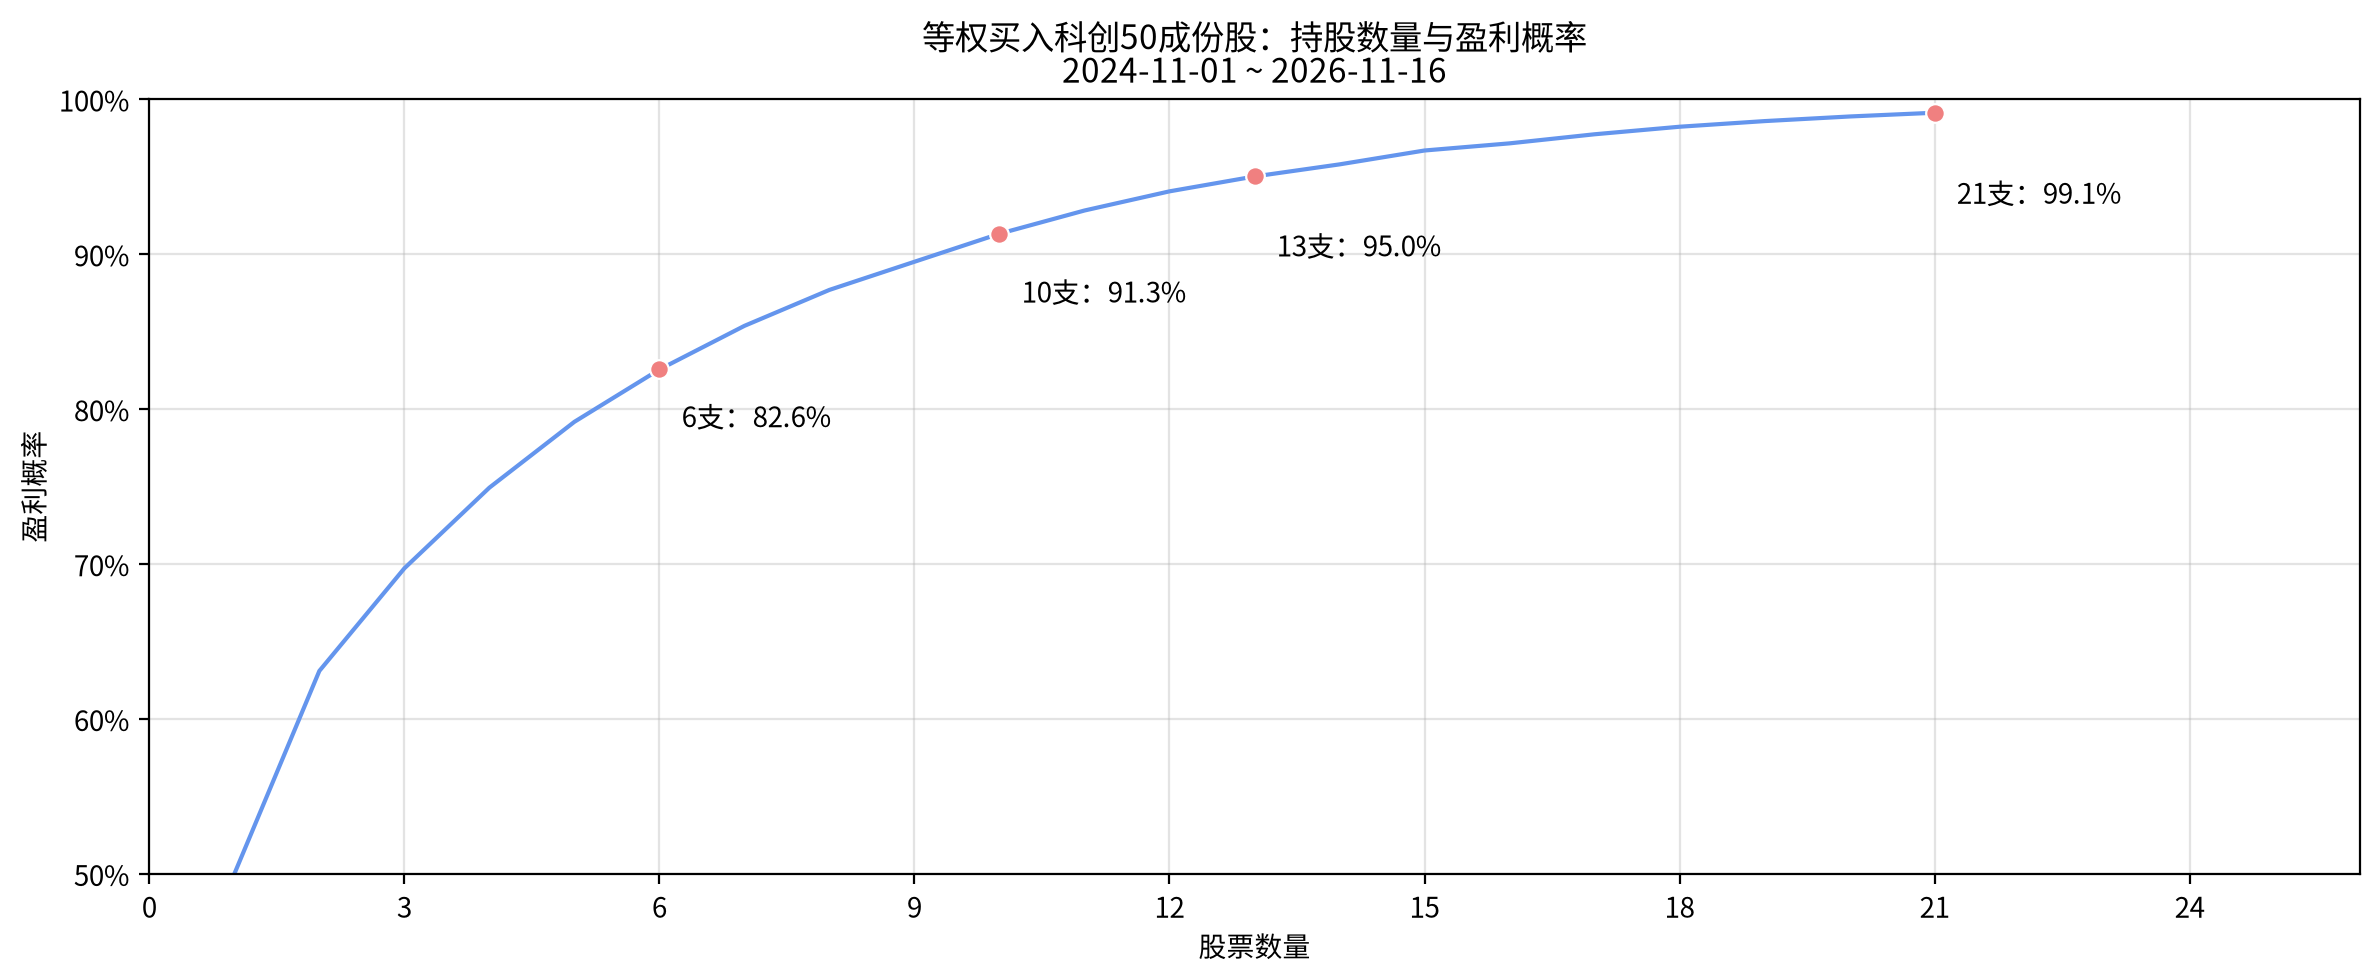 等权买入科创50成份股：持股数量与盈利概率
2024-11-01 ~ 2026-11-16
100%
90%
80%
70%
60%
50%
盈利概率
6支：82.6%
10支：91.3%
13支：95.0%
21支：99.1%
0 3 6 9 12 15 18 21 24
股票数量